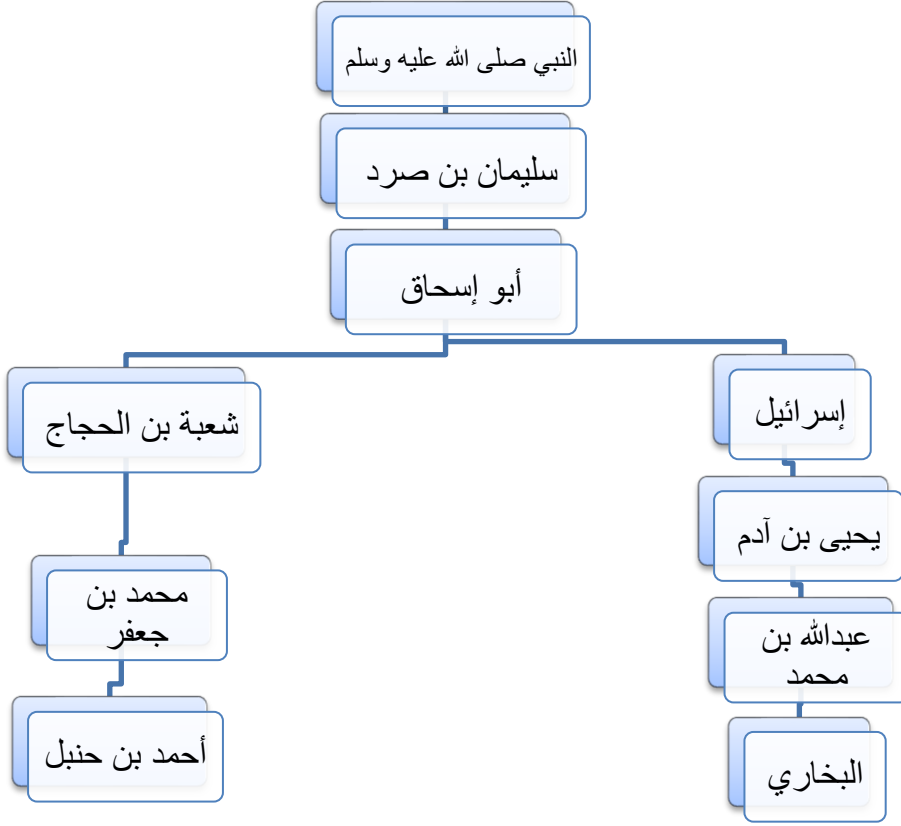 النبي صلى الله عليه وسلم
سليمان بن صرد
أبو إسحاق
إسرائيل
شعبة بن الحجاج
يحيى بن آدم
محمد بن
جعفر
عبدالله بن
محمد
أحمد بن حنبل
البخاري